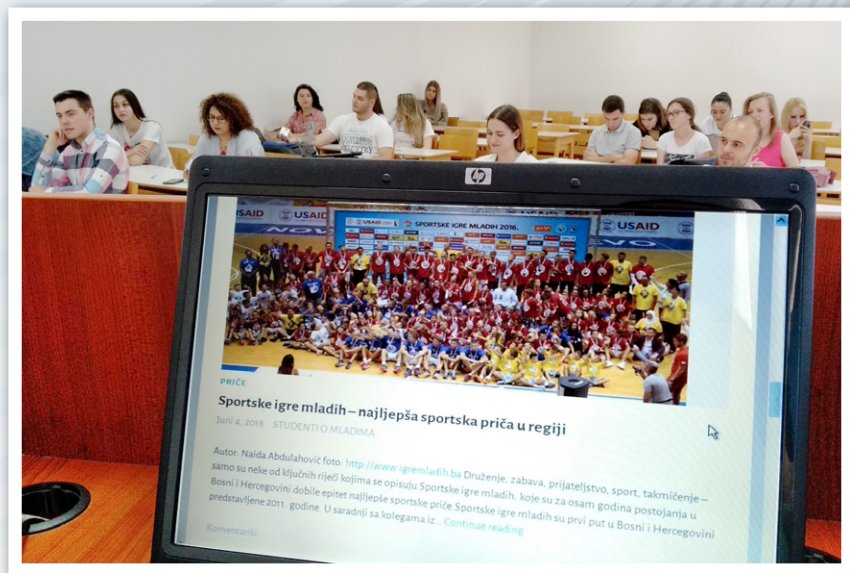 hp
USAID
USAID
USAID
SPORTSKE IGRE MLADIH 2016.
USAID
NOVO
PRIČE
Sportske igre mladih – najljepša sportska priča u regiji
Juni 4, 2018 STUDENTI O MLADIMA
Autor: Naida Abdulahović foto: http://www.igremladih.ba Druženje, zabava, prijateljstvo, sport, takmičenje –
samo su neke od ključnih riječi kojima se opisuju Sportske igre mladih, koje su za osam godina postojanja u
Bosni i Hercegovini dobile epitet najljepše sportske priče Sportske igre mladih su prvi put u Bosni i Hercegovini
predstavljene 2011. godine. U saradnji sa kolegama iz... Continue reading
Komentariši